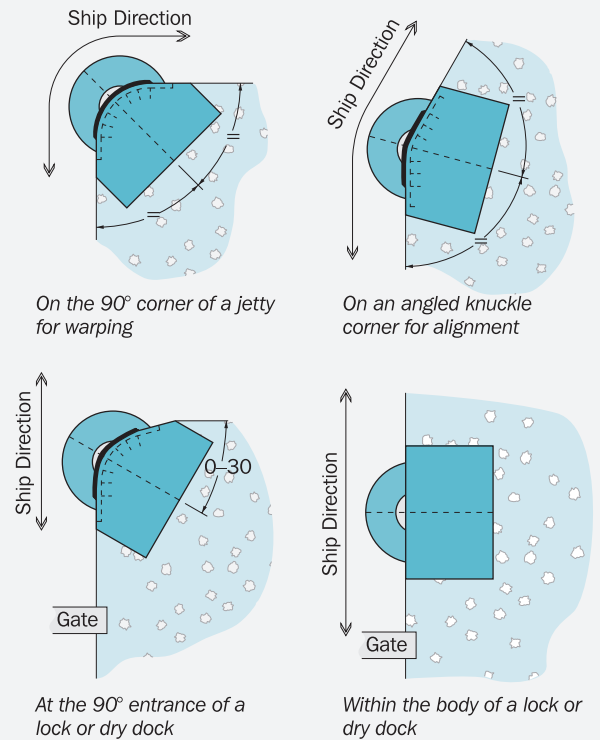 Ship Direction
Ship Direction
On the 90° corner of a jetty
for warping
On an angled knuckle
corner for alignment
Ship Direction
0–30
Gate
Ship Direction
Gate
At the 90° entrance of a
lock or dry dock
Within the body of a lock or
dry dock